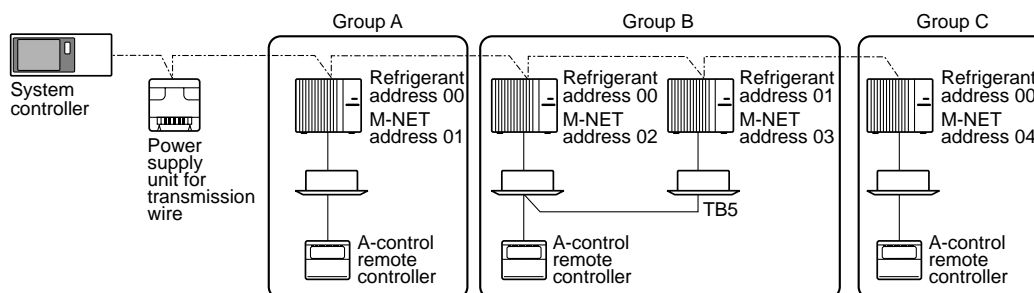 Group A
Group B
Group C
System
controller
Power
supply
unit for
transmission
wire
Refrigerant
address 00
M-NET
address 01
A-control
remote
controller
Refrigerant
address 00
M-NET
address 02
Refrigerant
address 01
M-NET
address 03
TB5
A-control
remote
controller
Refrigerant
address 00
M-NET
address 04
A-control
remote
controller